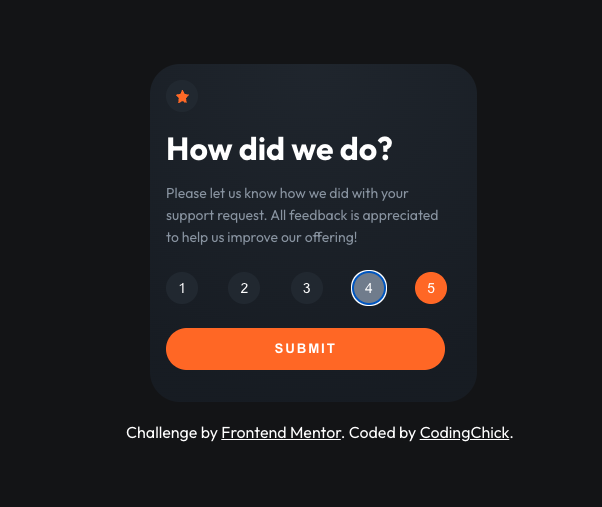 How did we do?
Please let us know how we did with your
support request. All feedback is appreciated
to help us improve our offering!
1 2 3 4 5
SUBMIT
Challenge by Frontend Mentor. Coded by CodingChick.